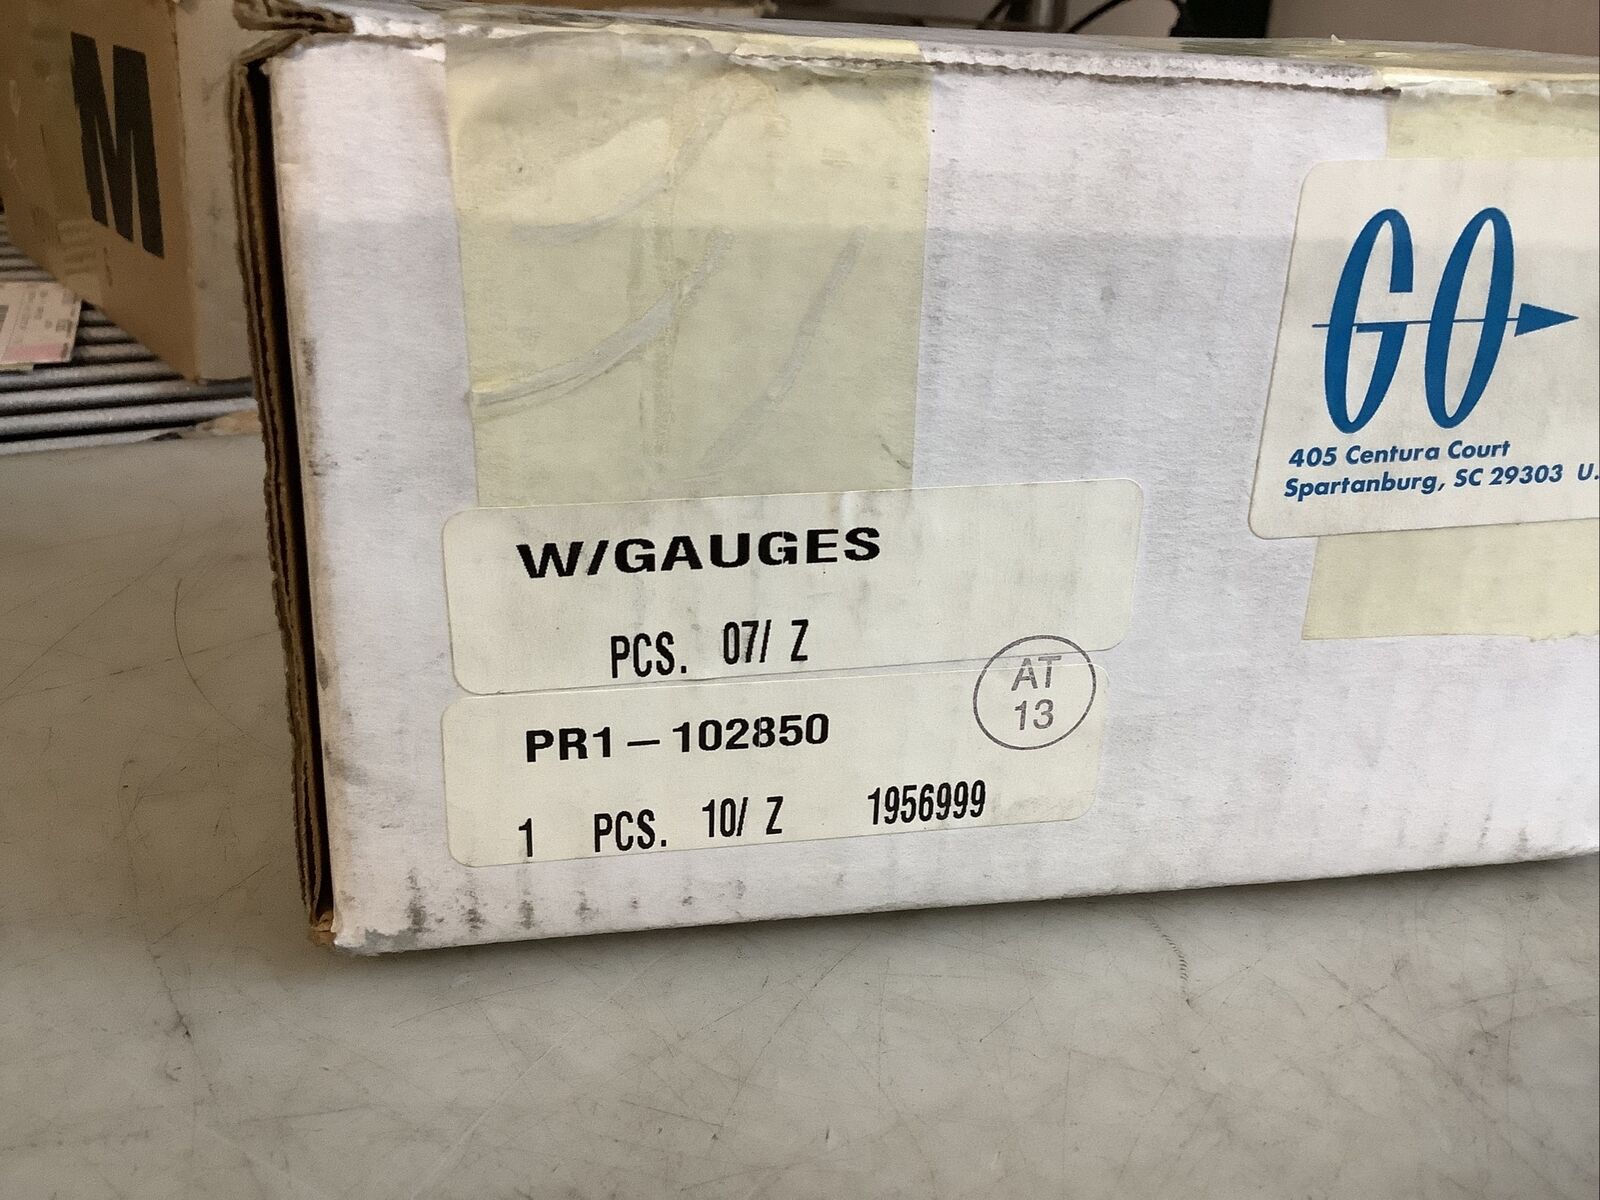 M
GO
405 Centura Court
Spartanburg, SC 29303 U.
W/GAUGES
PCS. 07/ Z
AT
13
PR1-102850
1 PCS. 10/ Z 1956999